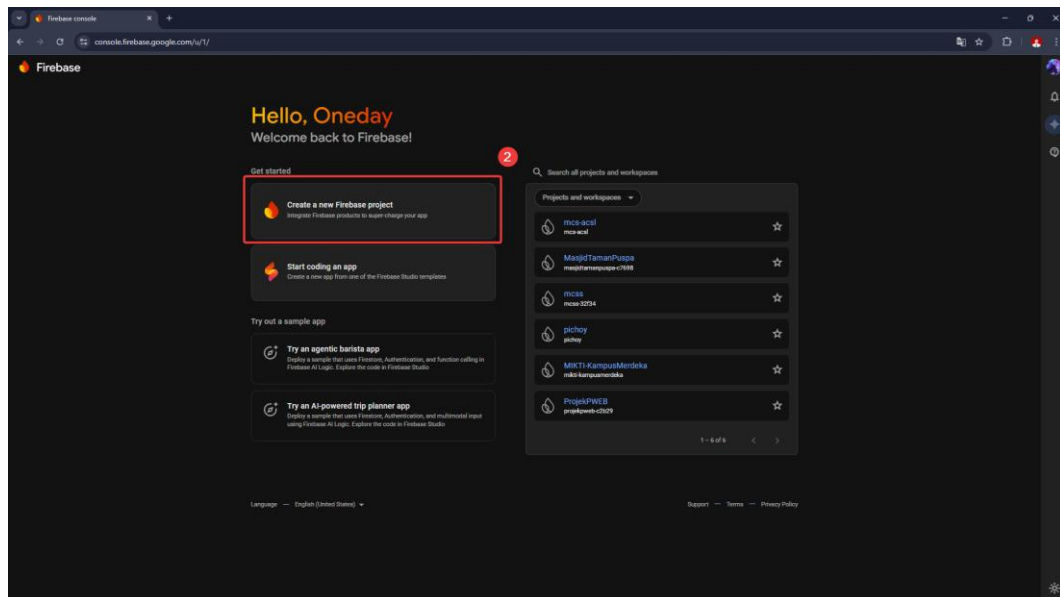 Firebase console
console.firebase.google.com/u/1/
Firebase
Hello, Oneday
Welcome back to Firebase!
2
Get started
Create a new Firebase project
Integrate Firebase products to super-charge your app
Start coding an app
Create a new app from one of the Firebase Studio templates
Try out a sample app
Try an agentic barista app
Deploy a sample that uses Firestore, Authentication, and function calling in
Firebase AI Logic. Explore the code in Firebase Studio
Try an AI-powered trip planner app
Deploy a sample that uses Firestore, Authentication, and multimodal input
using Firebase AI Logic. Explore the code in Firebase Studio
Search all projects and workspaces
Projects and workspaces
mcs-acsl
mcs-acsl
MasjidTamanPuspa
masjidtamanpuspa-c7698
mcss
mcss-32f34
pichoy
pichoy
MIKTI-KampusMerdeka
mikti-kampusmerdeka
ProjekPWEB
projekpweb-c2b29
1 – 6 of 6
Language — English (United States)
Support — Terms — Privacy Policy